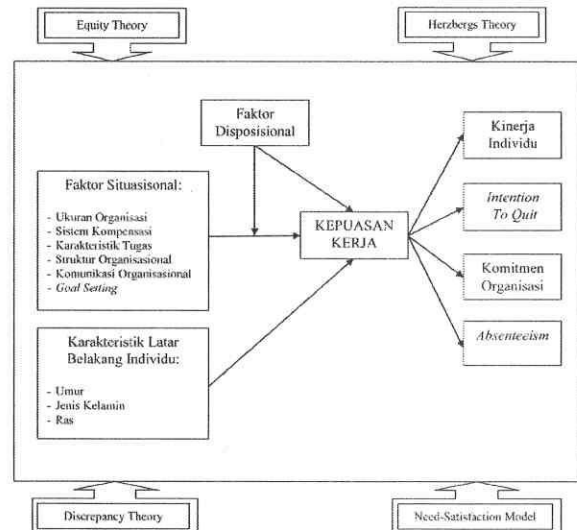 Equity Theory
Herzbergs Theory
Faktor
Disposisional
Faktor Situasisonal:
- Ukuran Organisasi
- Sistem Kompensasi
- Karakteristik Tugas
- Struktur Organisasional
- Komunikasi Organisasional
- Goal Setting
Karakteristik Latar
Belakang Individu:
- Umur
- Jenis Kelamin
- Ras
KEPUASAN
KERJA
Kinerja
Individu
Intention
To Quit
Komitmen
Organisasi
Absenteeism
Discrepancy Theory
Need-Satisfaction Model